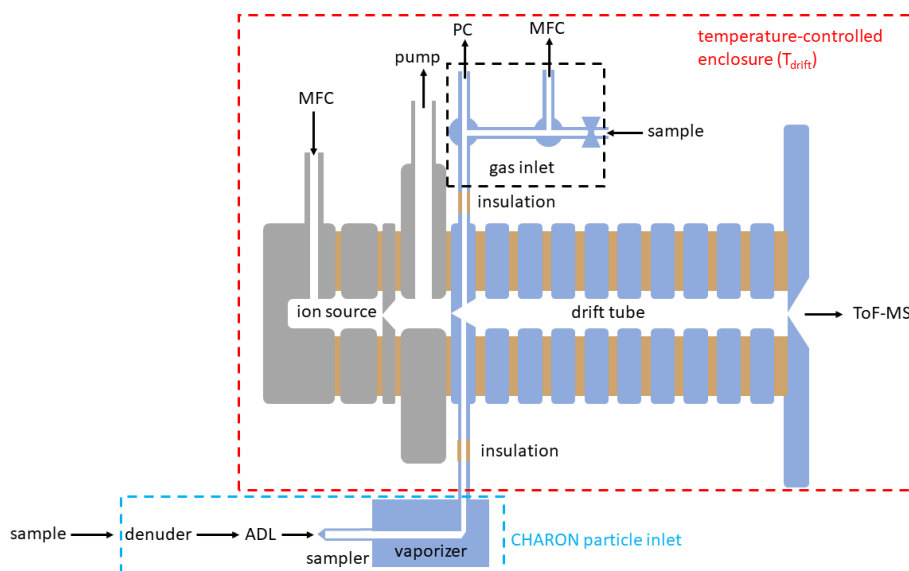 temperature-controlled
enclosure (Tdrift)
PC
MFC
pump
MFC
sample
gas inlet
insulation
ion source
drift tube
ToF-MS
insulation
sample
denuder
ADL
sampler
vaporizer
CHARON particle inlet